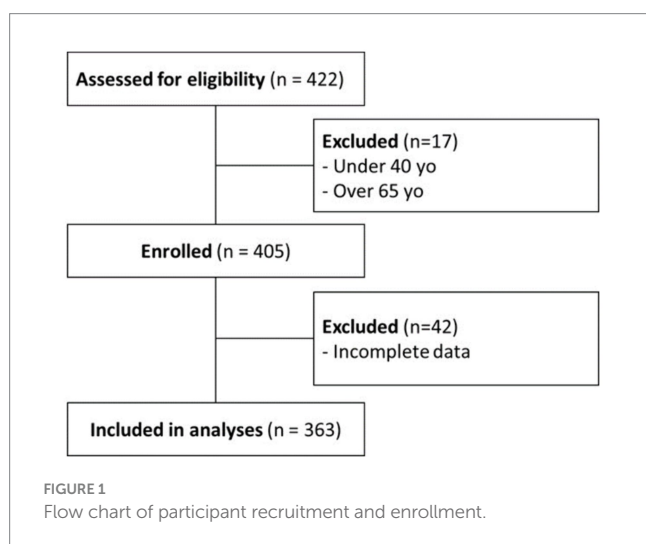 Assessed for eligibility (n = 422)
Excluded (n=17)
- Under 40 yo
- Over 65 yo
Enrolled (n = 405)
Excluded (n=42)
- Incomplete data
Included in analyses (n = 363)
FIGURE 1
Flow chart of participant recruitment and enrollment.